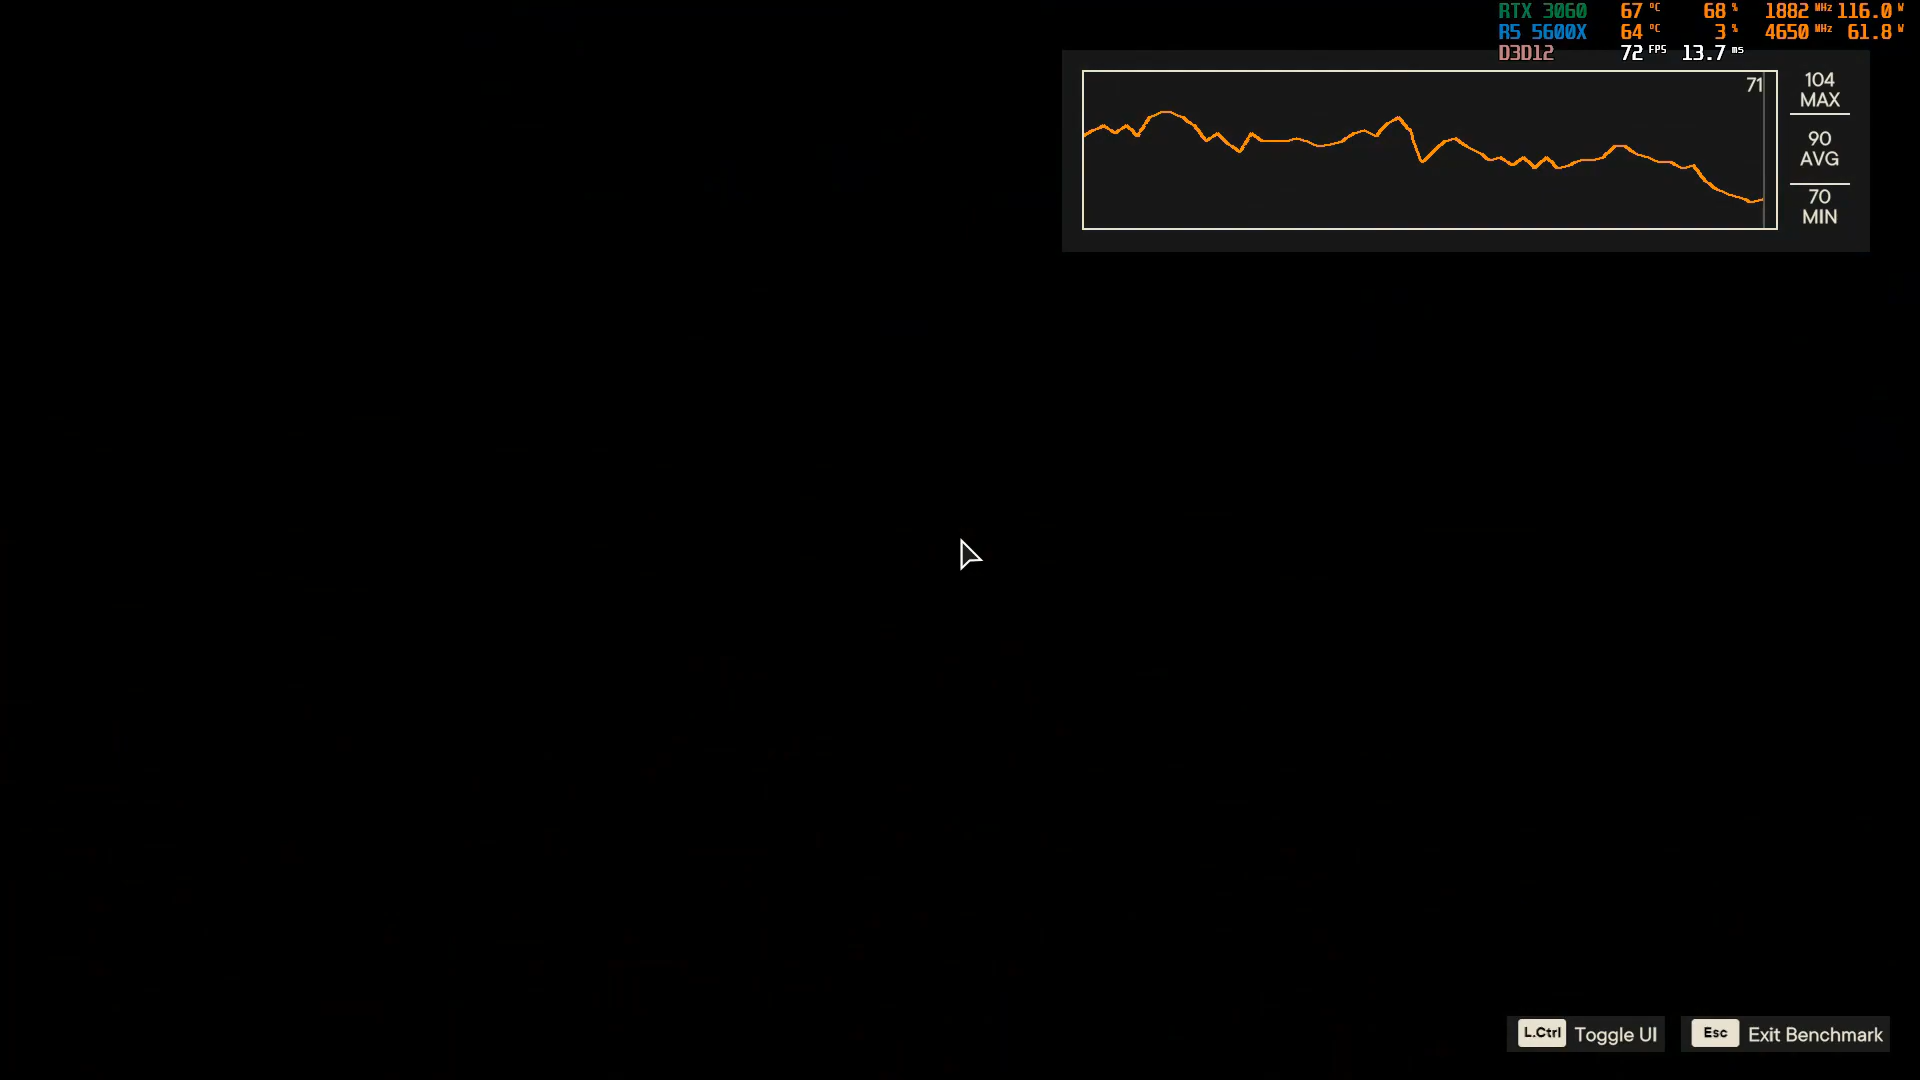 RTX 3060 67 °C 68 % 1882 MHz 116.0 W
R5 5600X 64 °C 3 % 4650 MHz 61.8 W
D3D12 72 FPS 13.7 ms
71
104
MAX
90
AVG
70
MIN
L.Ctrl Toggle UI Esc Exit Benchmark